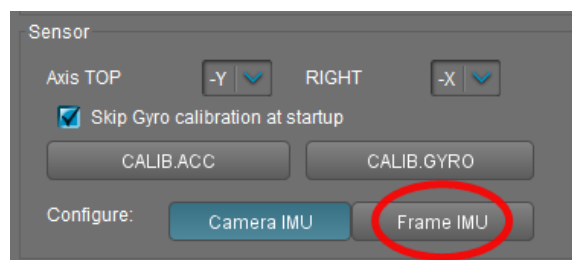 Sensor
Axis TOP -Y RIGHT -X
Skip Gyro calibration at startup
CALIB.ACC CALIB.GYRO
Configure: Camera IMU Frame IMU